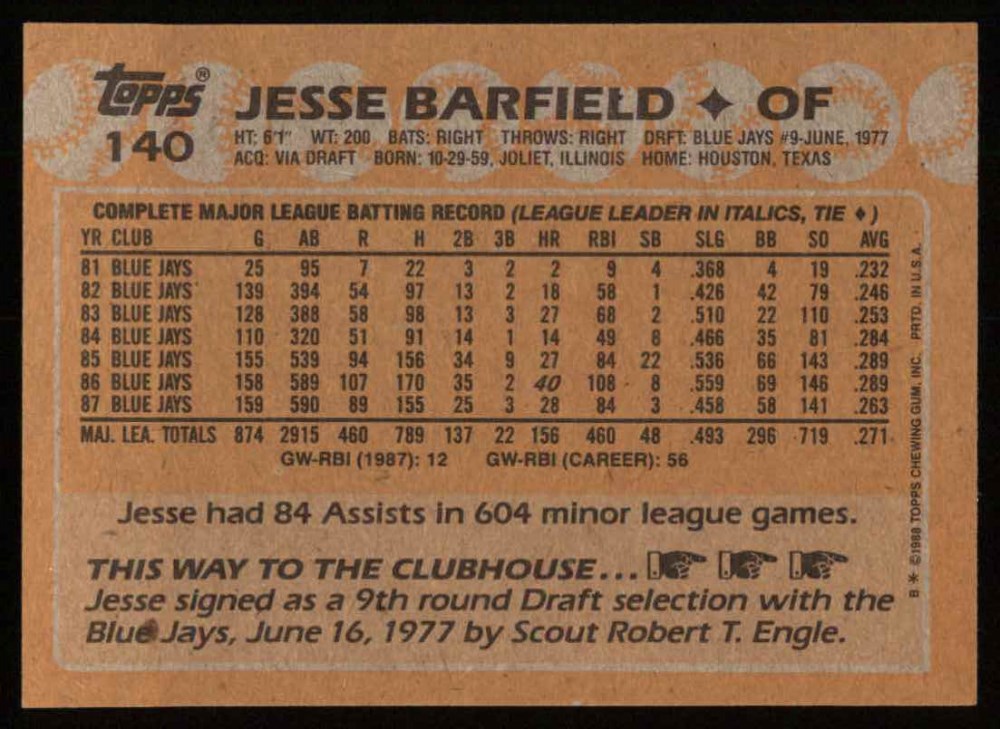 topps® JESSE BARFIELD ✦ OF
140 HT: 6'1" WT: 200 BATS: RIGHT THROWS: RIGHT DRFT: BLUE JAYS #9-JUNE, 1977
ACQ: VIA DRAFT BORN: 10-29-59, JOLIET, ILLINOIS HOME: HOUSTON, TEXAS
COMPLETE MAJOR LEAGUE BATTING RECORD (LEAGUE LEADER IN ITALICS, TIE ♦)
YR CLUB G AB R H 2B 3B HR RBI SB SLG BB SO AVG
81 BLUE JAYS 25 95 7 22 3 2 2 9 4 .368 4 19 .232
82 BLUE JAYS 139 394 54 97 13 2 18 58 1 .426 42 79 .246
83 BLUE JAYS 128 388 58 98 13 3 27 68 2 .510 22 110 .253
84 BLUE JAYS 110 320 51 91 14 1 14 49 8 .466 35 81 .284
85 BLUE JAYS 155 539 94 156 34 9 27 84 22 .536 66 143 .289
86 BLUE JAYS 158 589 107 170 35 2 40 108 8 .559 69 146 .289
87 BLUE JAYS 159 590 89 155 25 3 28 84 3 .458 58 141 .263
MAJ. LEA. TOTALS 874 2915 460 789 137 22 156 460 48 .493 296 719 .271
GW-RBI (1987): 12 GW-RBI (CAREER): 56
Jesse had 84 Assists in 604 minor league games.
THIS WAY TO THE CLUBHOUSE...
Jesse signed as a 9th round Draft selection with the
Blue Jays, June 16, 1977 by Scout Robert T. Engle.
B* ©1988 TOPPS CHEWING GUM, INC. PRTD. IN U.S.A.